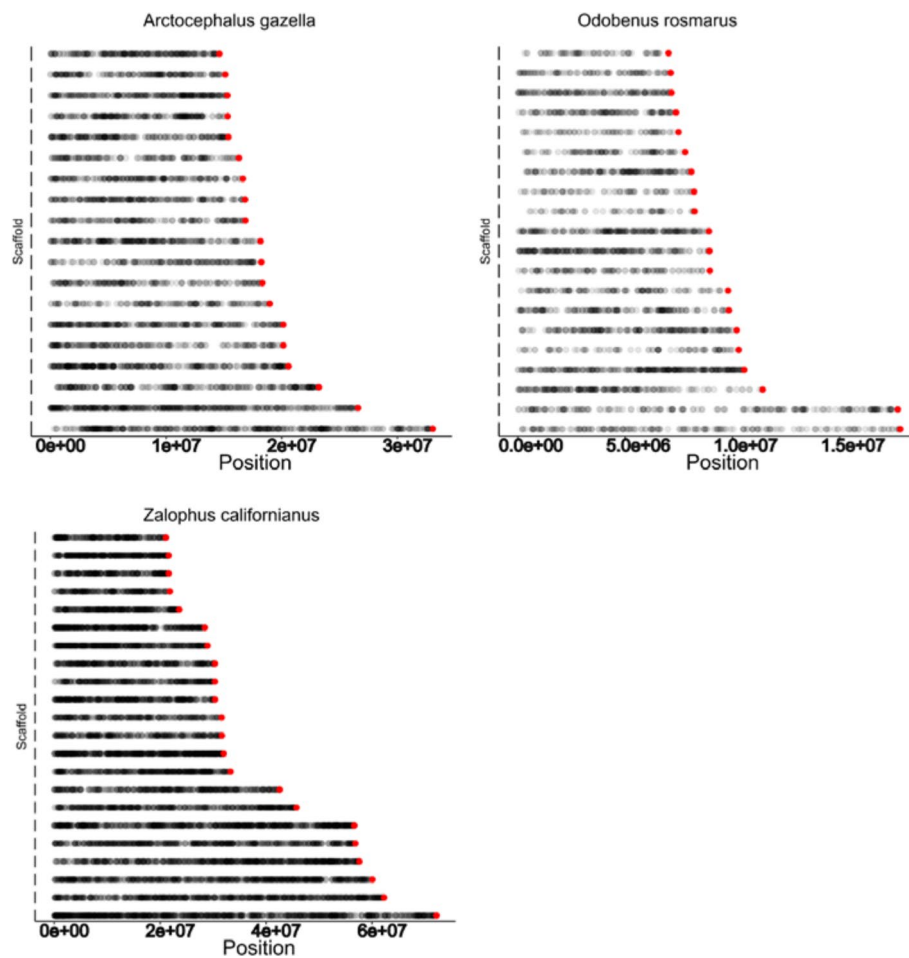 Arctocephalus gazella
Scaffold
0e+00 1e+07 2e+07 3e+07
Position
Odobenus rosmarus
Scaffold
0.0e+00 5.0e+06 1.0e+07 1.5e+07
Position
Zalophus californianus
Scaffold
0e+00 2e+07 4e+07 6e+07
Position